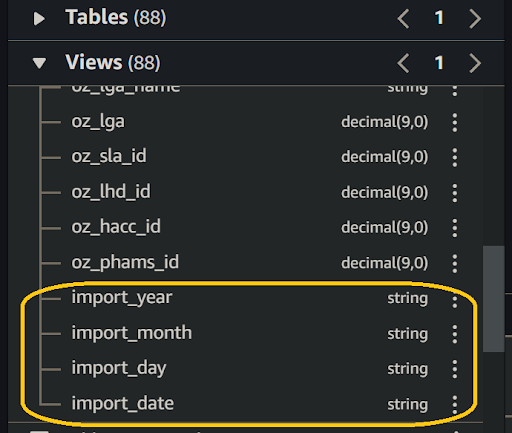 Tables (88) 1
Views (88) 1
oz_lga_name string
oz_lga decimal(9,0)
oz_sla_id decimal(9,0)
oz_lhd_id decimal(9,0)
oz_hacc_id decimal(9,0)
oz_phams_id decimal(9,0)
import_year string
import_month string
import_day string
import_date string